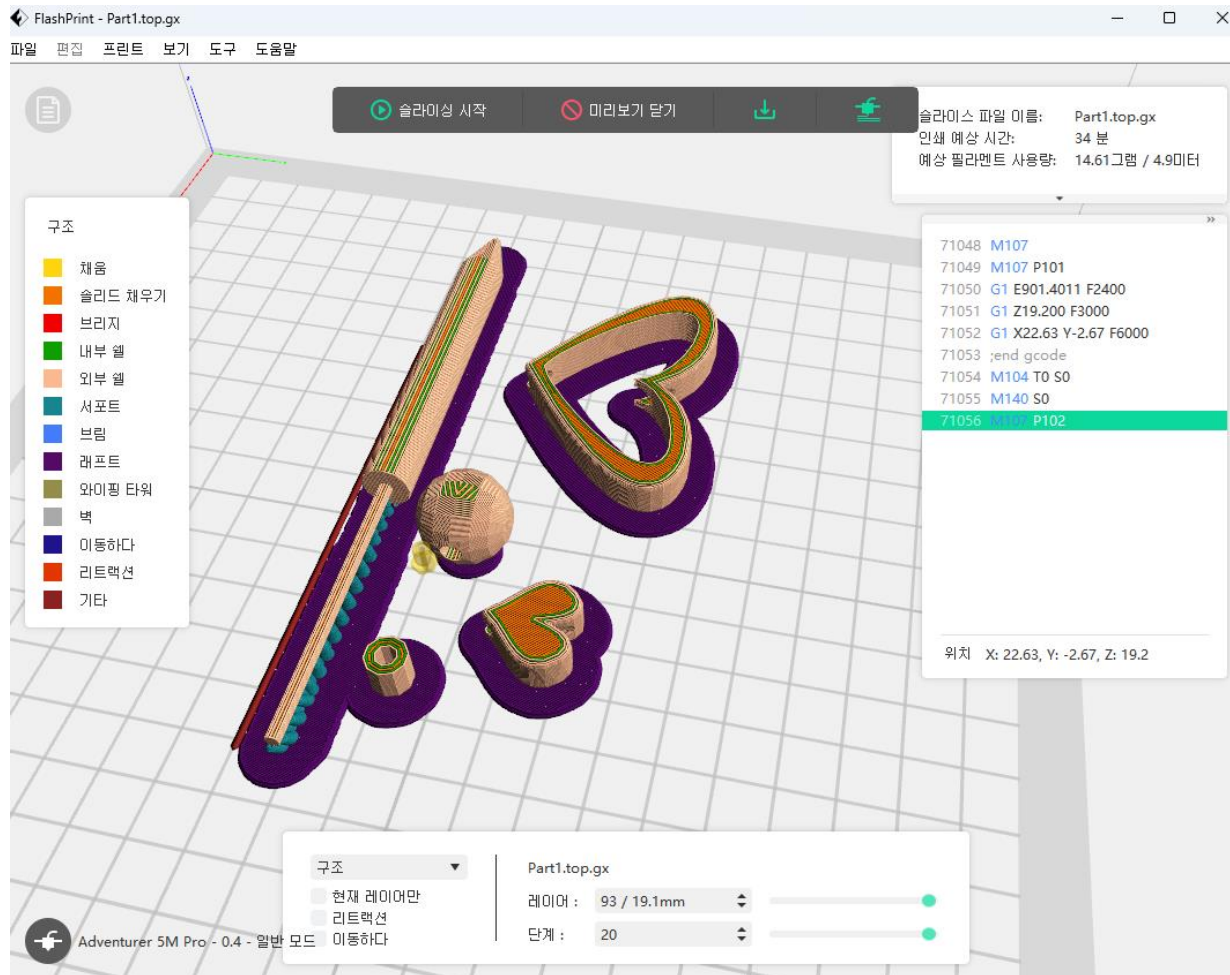 FlashPrint - Part1.top.gx
파일 편집 프린트 보기 도구 도움말
슬라이싱 시작 미리보기 닫기
슬라이스 파일 이름: Part1.top.gx
인쇄 예상 시간: 34 분
예상 필라멘트 사용량: 14.61그램 / 4.9미터
구조
채움
솔리드 채우기
브리지
내부 쉘
외부 쉘
서포트
브림
래프트
와이핑 타워
벽
이동하다
리트랙션
기타
71048 M107
71049 M107 P101
71050 G1 E901.4011 F2400
71051 G1 Z19.200 F3000
71052 G1 X22.63 Y-2.67 F6000
71053 ;end gcode
71054 M104 T0 S0
71055 M140 S0
71056 M107 P102
위치 X: 22.63, Y: -2.67, Z: 19.2
구조
현재 레이어만
리트랙션
이동하다
Part1.top.gx
레이어 : 93 / 19.1mm
단계 : 20
Adventurer 5M Pro - 0.4 - 일반 모드